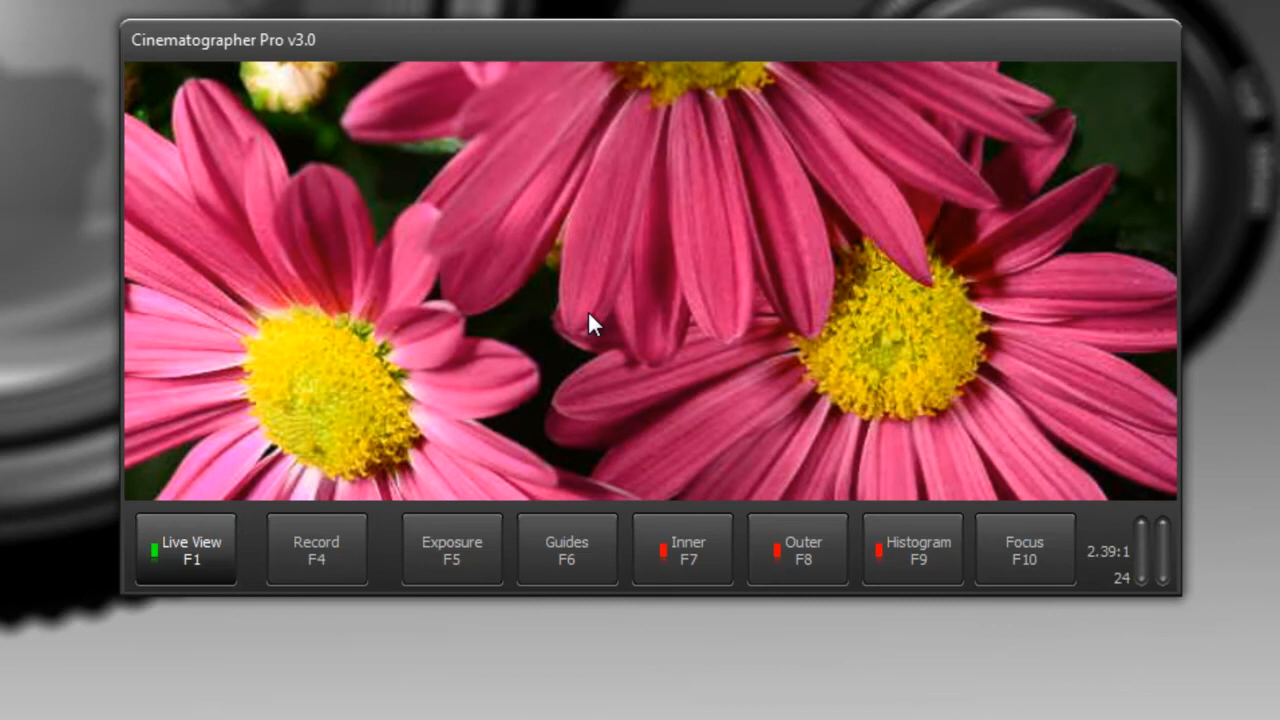 Cinematographer Pro v3.0
Live View
F1
Record
F4
Exposure
F5
Guides
F6
Inner
F7
Outer
F8
Histogram
F9
Focus
F10
2.39:1
24